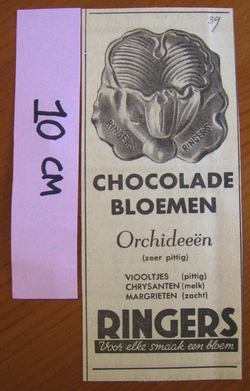 39
10 CM
RINGERS
RINGERS
CHOCOLADE
BLOEMEN
Orchideeën
(zeer pittig)
VIOOLTJES (pittig)
CHRYSANTEN (melk)
MARGRIETEN (zacht)
RINGERS
Voor elke smaak een bloem